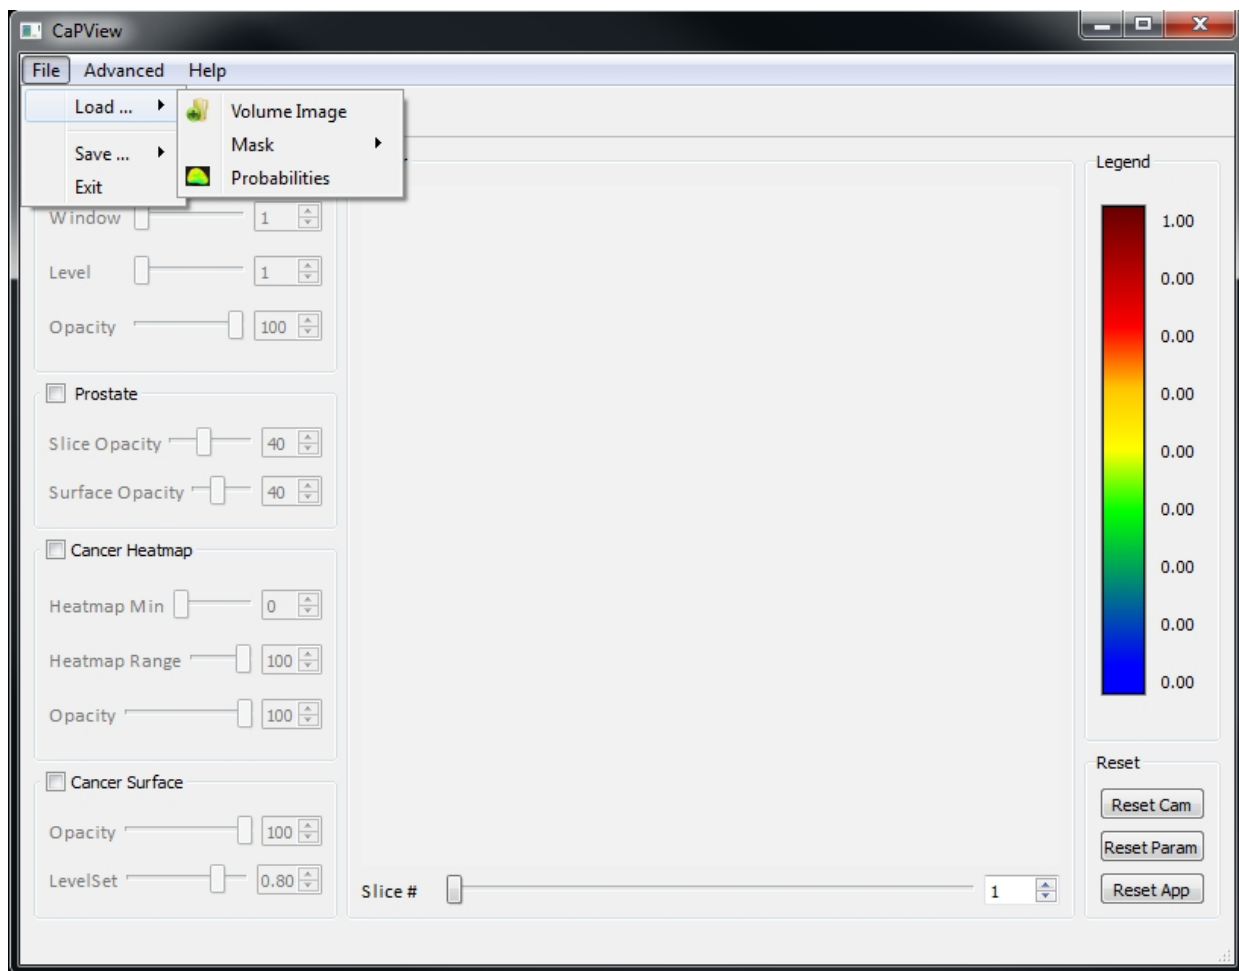 CaPView
File Advanced Help
Load ...
Save ...
Exit
Volume Image
Mask
Probabilities
Window 1
Level 1
Opacity 100
Prostate
Slice Opacity 40
Surface Opacity 40
Cancer Heatmap
Heatmap Min 0
Heatmap Range 100
Opacity 100
Cancer Surface
Opacity 100
LevelSet 0.80
Slice # 1
Legend
1.00
0.00
0.00
0.00
0.00
0.00
0.00
0.00
0.00
Reset
Reset Cam
Reset Param
Reset App